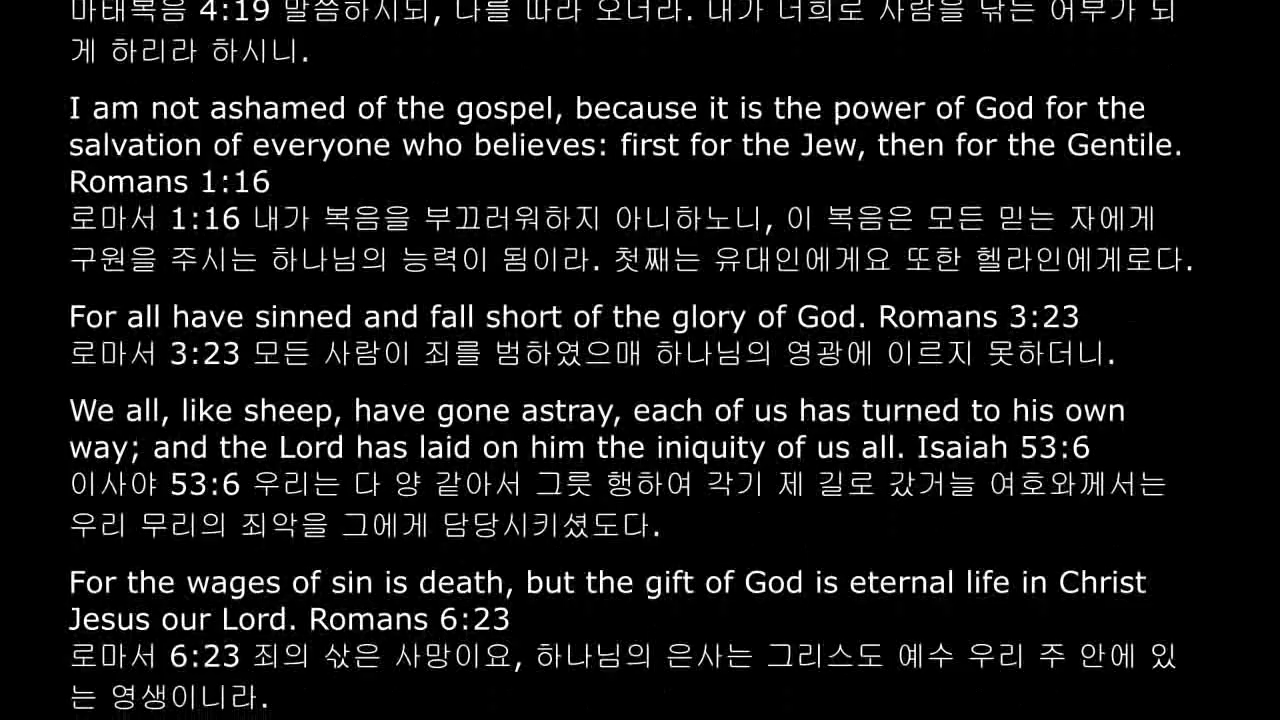 마태복음 4:19 말씀하시되, 나를 따라 오너라. 내가 너희로 사람을 낚는 어부가 되
게 하리라 하시니.
I am not ashamed of the gospel, because it is the power of God for the
salvation of everyone who believes: first for the Jew, then for the Gentile.
Romans 1:16
로마서 1:16 내가 복음을 부끄러워하지 아니하노니, 이 복음은 모든 믿는 자에게
구원을 주시는 하나님의 능력이 됨이라. 첫째는 유대인에게요 또한 헬라인에게로다.
For all have sinned and fall short of the glory of God. Romans 3:23
로마서 3:23 모든 사람이 죄를 범하였으매 하나님의 영광에 이르지 못하더니.
We all, like sheep, have gone astray, each of us has turned to his own
way; and the Lord has laid on him the iniquity of us all. Isaiah 53:6
이사야 53:6 우리는 다 양 같아서 그릇 행하여 각기 제 길로 갔거늘 여호와께서는
우리 무리의 죄악을 그에게 담당시키셨도다.
For the wages of sin is death, but the gift of God is eternal life in Christ
Jesus our Lord. Romans 6:23
로마서 6:23 죄의 삯은 사망이요, 하나님의 은사는 그리스도 예수 우리 주 안에 있
는 영생이니라.